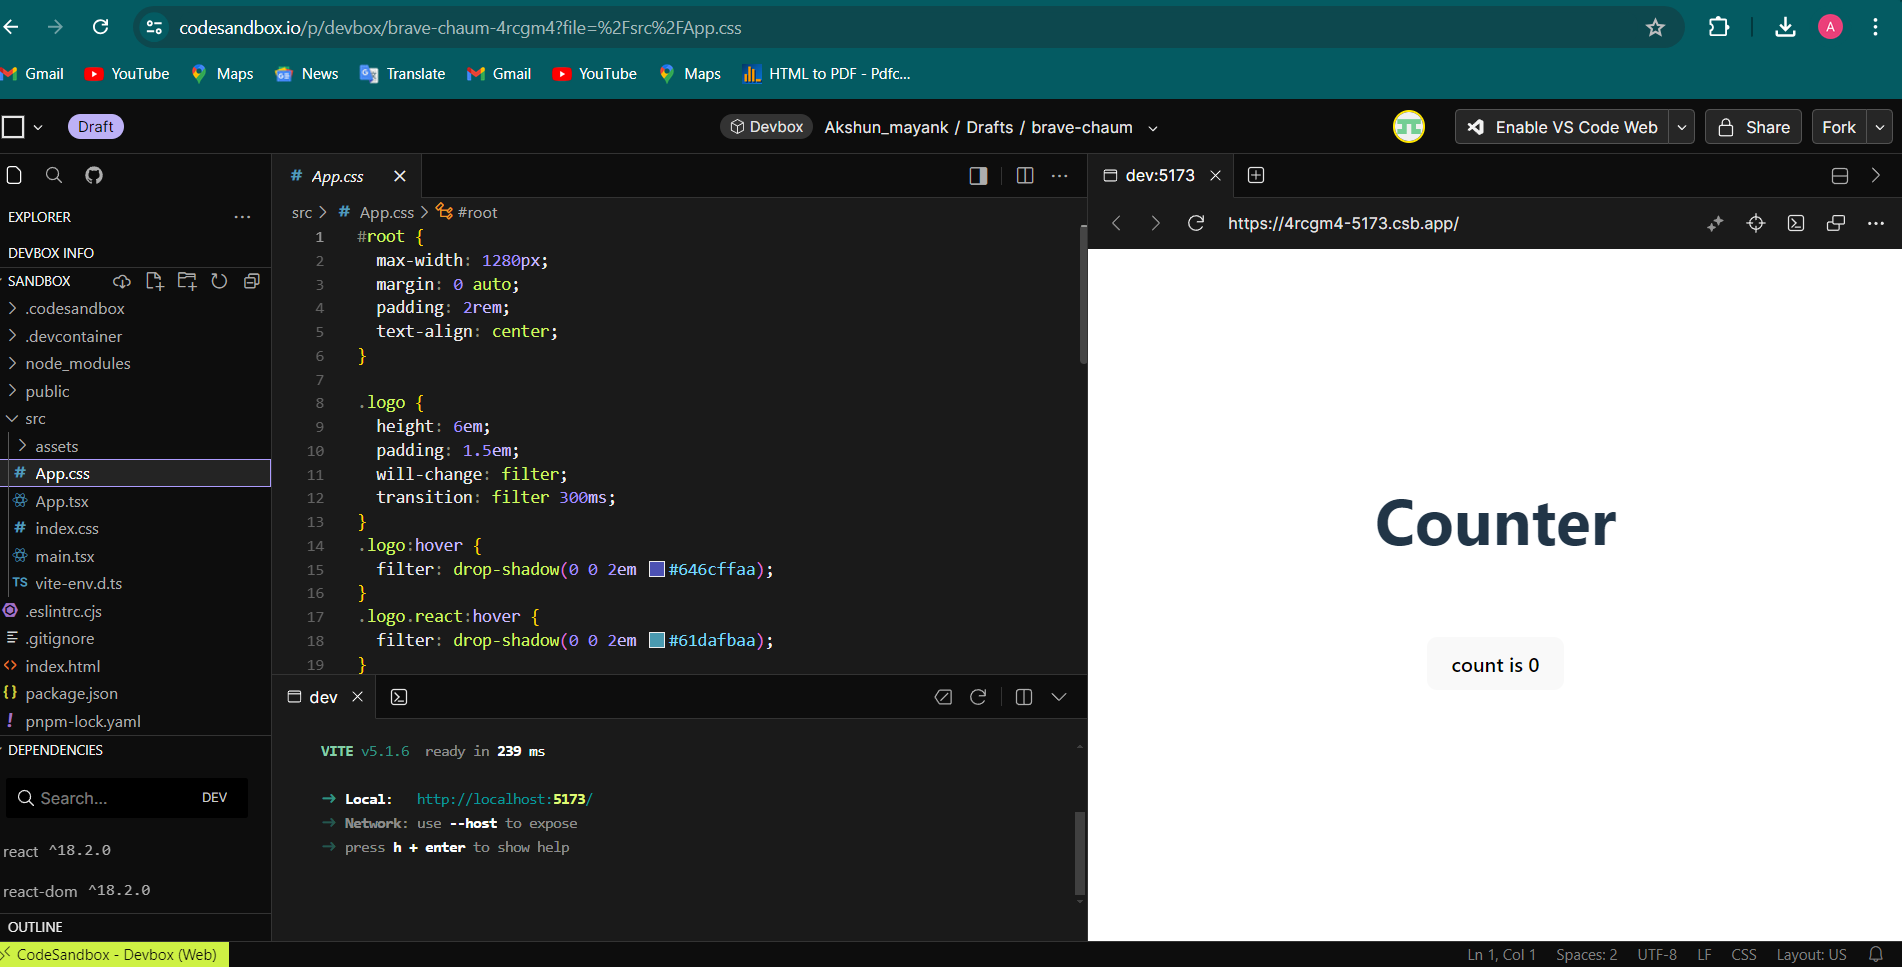 codesandbox.io/p/devbox/brave-chaum-4rcgm4?file=%2Fsrc%2FApp.css
A
Gmail YouTube Maps News Translate Gmail YouTube Maps HTML to PDF - Pdfc...
Draft
Devbox Akshun_mayank / Drafts / brave-chaum
Enable VS Code Web Share Fork
EXPLORER
DEVBOX INFO
SANDBOX
.codesandbox
.devcontainer
node_modules
public
src
assets
# App.css
App.tsx
# index.css
main.tsx
TS vite-env.d.ts
.eslintrc.cjs
.gitignore
<> index.html
{} package.json
! pnpm-lock.yaml
DEPENDENCIES
Search... DEV
react ^18.2.0
react-dom ^18.2.0
OUTLINE
# App.css
src > # App.css > #root
1 #root {
2 max-width: 1280px;
3 margin: 0 auto;
4 padding: 2rem;
5 text-align: center;
6 }
7
8 .logo {
9 height: 6em;
10 padding: 1.5em;
11 will-change: filter;
12 transition: filter 300ms;
13 }
14 .logo:hover {
15 filter: drop-shadow(0 0 2em #646cffaa);
16 }
17 .logo.react:hover {
18 filter: drop-shadow(0 0 2em #61dafbaa);
19 }
dev
VITE v5.1.6 ready in 239 ms
➜ Local: http://localhost:5173/
➜ Network: use --host to expose
➜ press h + enter to show help
dev:5173
https://4rcgm4-5173.csb.app/
Counter
count is 0
CodeSandbox - Devbox (Web)
Ln 1, Col 1 Spaces: 2 UTF-8 LF CSS Layout: US